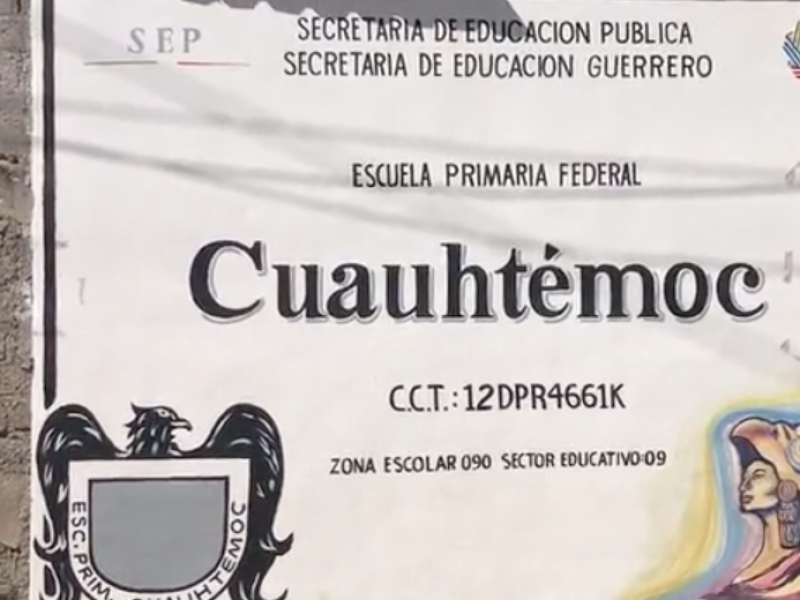 SEP
SECRETARIA DE EDUCACION PUBLICA
SECRETARIA DE EDUCACION GUERRERO
ESCUELA PRIMARIA FEDERAL
Cuauhtémoc
C.C.T.: 12DPR4661K
ZONA ESCOLAR 090 SECTOR EDUCATIVO:09
ESC. PRIM. CUAUHTEMOC